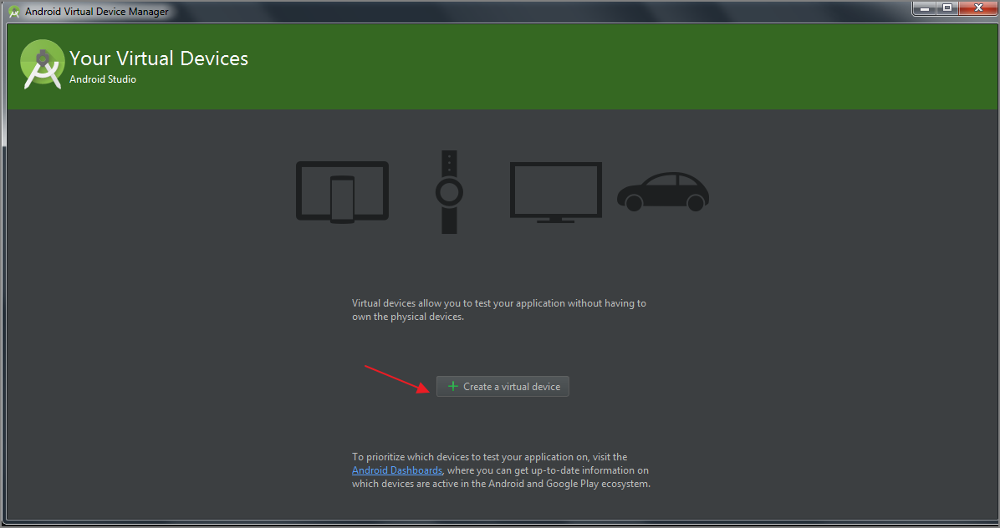 Android Virtual Device Manager
Your Virtual Devices
Android Studio
Virtual devices allow you to test your application without having to
own the physical devices.
Create a virtual device
To prioritize which devices to test your application on, visit the
Android Dashboards, where you can get up-to-date information on
which devices are active in the Android and Google Play ecosystem.